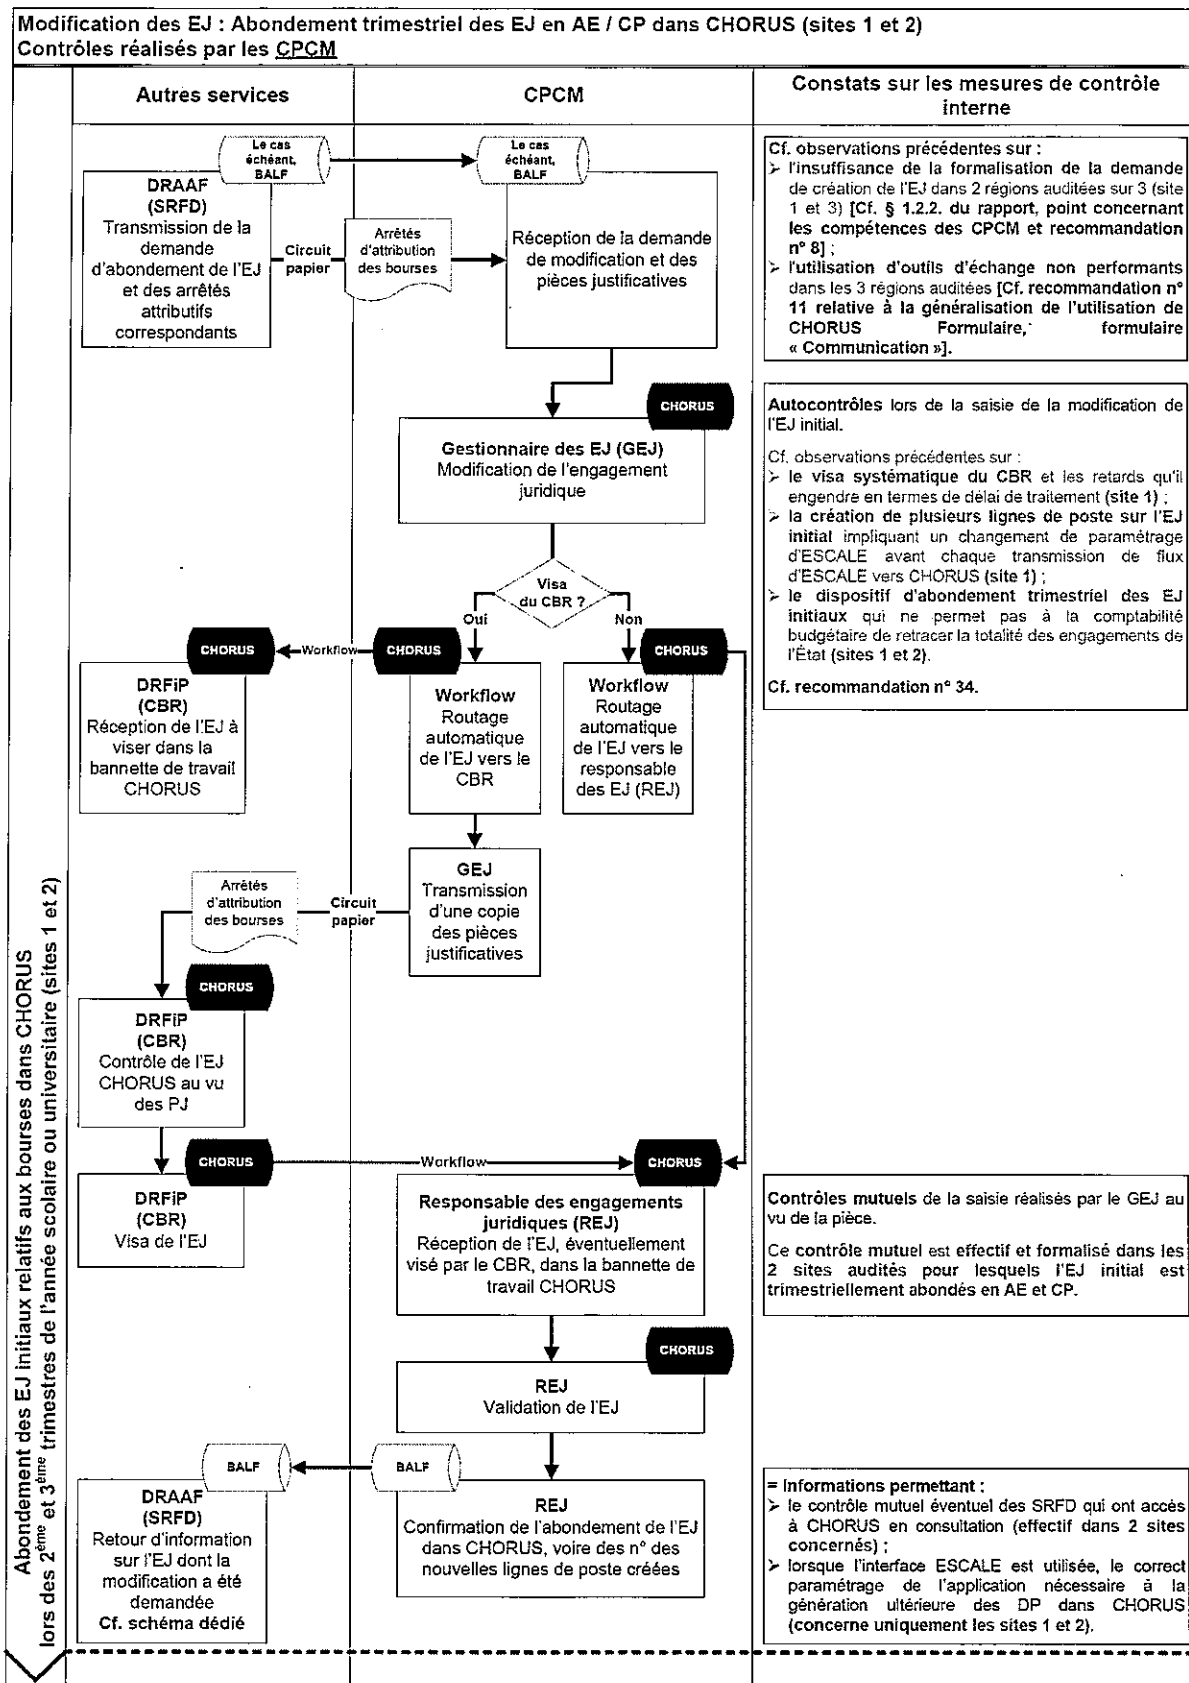 Modification des EJ : Abondement trimestriel des EJ en AE / CP dans CHORUS (sites 1 et 2)
Contrôles réalisés par les CPCM
Autres services
CPCM
Constats sur les mesures de contrôle
interne
Le cas
échéant,
BALF
Le cas
échéant,
BALF
DRAAF
(SRFD)
Transmission de la
demande
d'abondement de l'EJ
et des arrêtés
attributifs
correspondants
Circuit
papier
Arrêtés
d'attribution
des bourses
Réception de la demande
de modification et des
pièces justificatives
Cf. observations précédentes sur :
➢ l'insuffisance de la formalisation de la demande
de création de l'EJ dans 2 régions auditées sur 3 (site
1 et 3) [Cf. § 1.2.2. du rapport, point concernant
les compétences des CPCM et recommandation
n° 8] ;
➢ l'utilisation d'outils d'échange non performants
dans les 3 régions auditées [Cf. recommandation n°
11 relative à la généralisation de l'utilisation de
CHORUS Formulaire, formulaire
« Communication »].
CHORUS
Gestionnaire des EJ (GEJ)
Modification de l'engagement
juridique
Autocontrôles lors de la saisie de la modification de
l'EJ initial.
Cf. observations précédentes sur :
➢ le visa systématique du CBR et les retards qu'il
engendre en termes de délai de traitement (site 1) ;
➢ la création de plusieurs lignes de poste sur l'EJ
initial impliquant un changement de paramétrage
d'ESCALE avant chaque transmission de flux
d'ESCALE vers CHORUS (site 1) ;
➢ le dispositif d'abondement trimestriel des EJ
initiaux qui ne permet pas à la comptabilité
budgétaire de retracer la totalité des engagements de
l'État (sites 1 et 2).
Cf. recommandation n° 34.
Visa
du CBR ?
Oui
Non
CHORUS
Workflow
CHORUS
CHORUS
DRFiP
(CBR)
Réception de l'EJ à
viser dans la
bannette de travail
CHORUS
Workflow
Routage
automatique
de l'EJ vers le
CBR
Workflow
Routage
automatique
de l'EJ vers le
responsable
des EJ (REJ)
GEJ
Transmission
d'une copie
des pièces
justificatives
Circuit
papier
Arrêtés
d'attribution
des bourses
CHORUS
DRFiP
(CBR)
Contrôle de l'EJ
CHORUS au vu
des PJ
CHORUS
Workflow
CHORUS
DRFiP
(CBR)
Visa de l'EJ
Responsable des engagements
juridiques (REJ)
Réception de l'EJ, éventuellement
visé par le CBR, dans la bannette de
travail CHORUS
Contrôles mutuels de la saisie réalisés par le GEJ au
vu de la pièce.
Ce contrôle mutuel est effectif et formalisé dans les
2 sites audités pour lesquels l'EJ initial est
trimestriellement abondés en AE et CP.
CHORUS
REJ
Validation de l'EJ
BALF
BALF
DRAAF
(SRFD)
Retour d'information
sur l'EJ dont la
modification a été
demandée
Cf. schéma dédié
REJ
Confirmation de l'abondement de l'EJ
dans CHORUS, voire des n° des
nouvelles lignes de poste créées
= Informations permettant :
➢ le contrôle mutuel éventuel des SRFD qui ont accès
à CHORUS en consultation (effectif dans 2 sites
concernés) ;
➢ lorsque l'interface ESCALE est utilisée, le correct
paramétrage de l'application nécessaire à la
génération ultérieure des DP dans CHORUS
(concerne uniquement les sites 1 et 2).
Abondement des EJ initiaux relatifs aux bourses dans CHORUS
lors des 2ème et 3ème trimestres de l'année scolaire ou universitaire (sites 1 et 2)